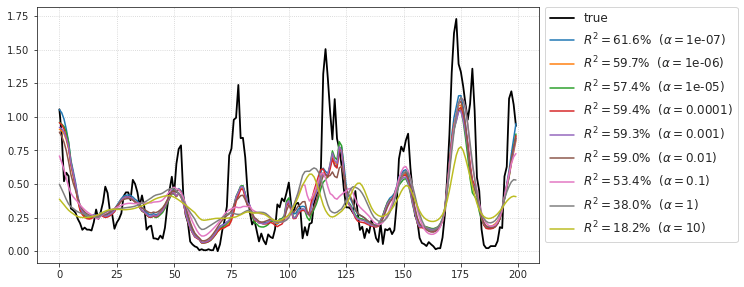 1.75
1.50
1.25
1.00
0.75
0.50
0.25
0.00
0
25
50
75
100
125
150
175
200
true
R² = 61.6% (α = 1e-07)
R² = 59.7% (α = 1e-06)
R² = 57.4% (α = 1e-05)
R² = 59.4% (α = 0.0001)
R² = 59.3% (α = 0.001)
R² = 59.0% (α = 0.01)
R² = 53.4% (α = 0.1)
R² = 38.0% (α = 1)
R² = 18.2% (α = 10)